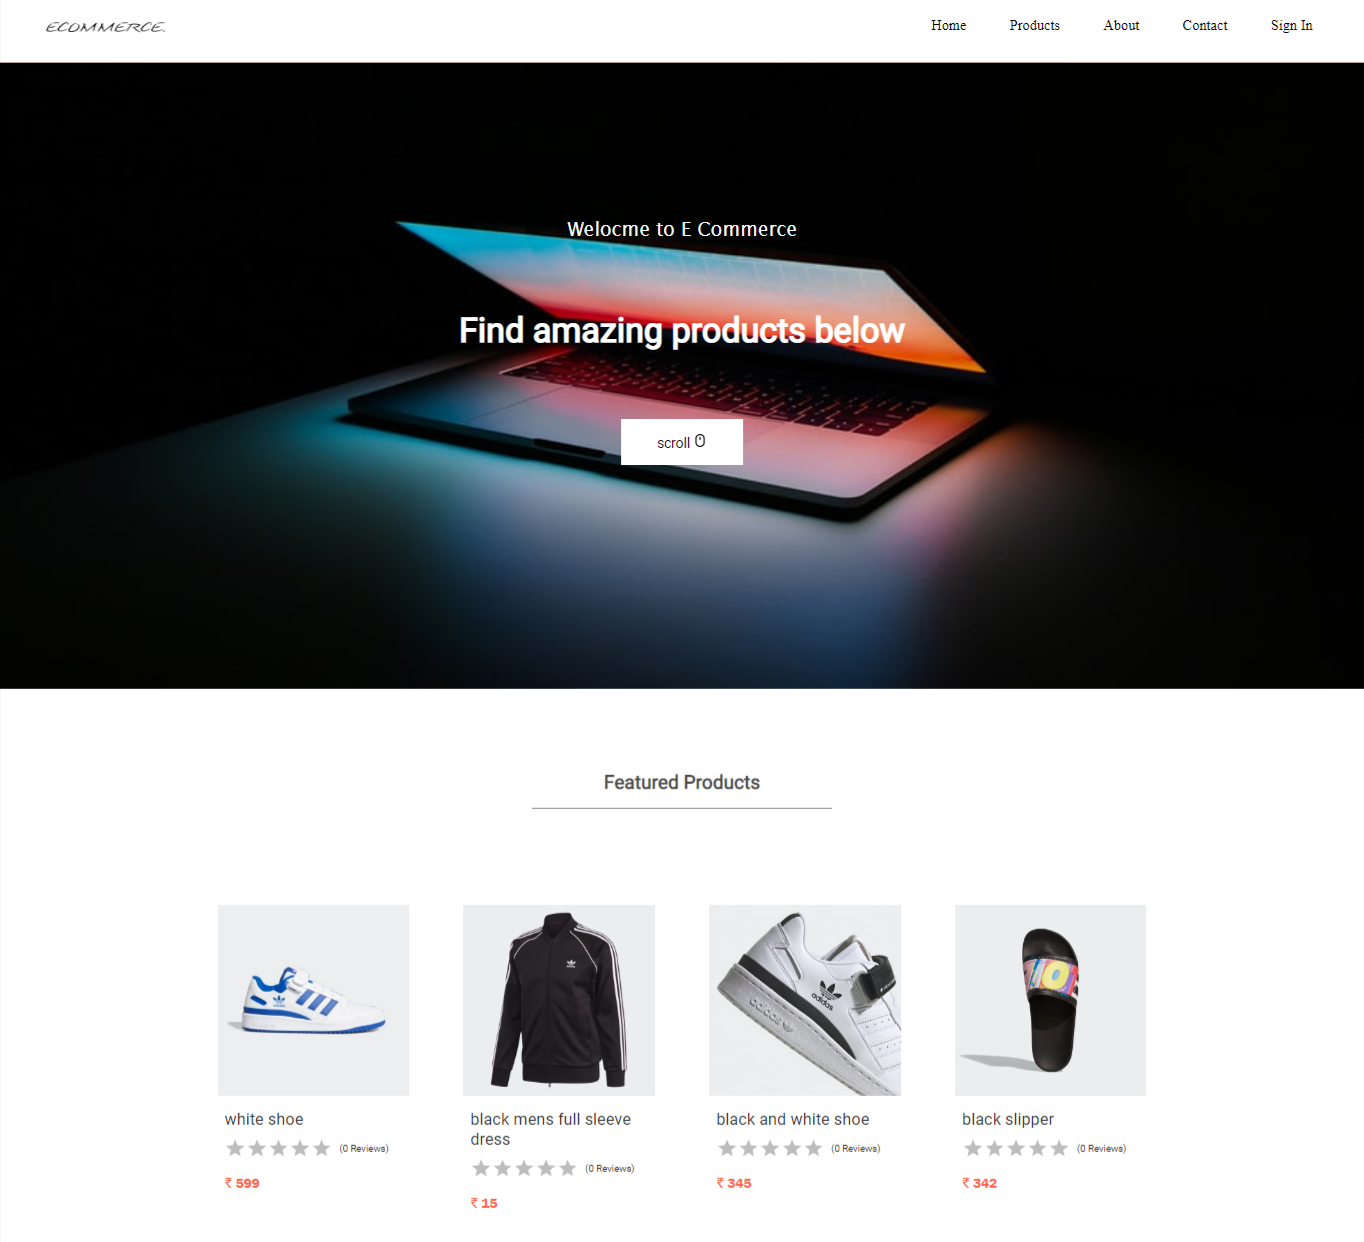 ECOMMERCE.
Home Products About Contact Sign In
Welocme to E Commerce
Find amazing products below
scroll
Featured Products
adidas
adidas
white shoe
(0 Reviews)
₹ 599
black mens full sleeve
dress
(0 Reviews)
₹ 15
black and white shoe
(0 Reviews)
₹ 345
black slipper
(0 Reviews)
₹ 342